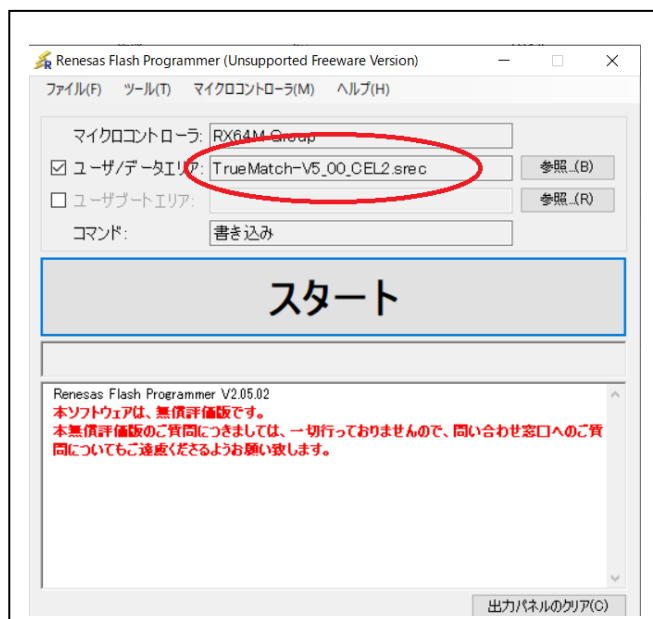 Renesas Flash Programmer (Unsupported Freeware Version)
ファイル(F) ツール(T) マイクロコントローラ(M) ヘルプ(H)
マイクロコントローラ: RX64M Group
ユーザ/データエリア: TrueMatch-V5_00_CEL2.srec 参照...(B)
ユーザブートエリア: 参照...(R)
コマンド: 書き込み
スタート
Renesas Flash Programmer V2.05.02
本ソフトウェアは、無償評価版です。
本無償評価版のご質問につきましては、一切行っておりませんので、問い合わせ窓口へのご質
問についてもご遠慮くださるようお願い致します。
出力パネルのクリア(C)